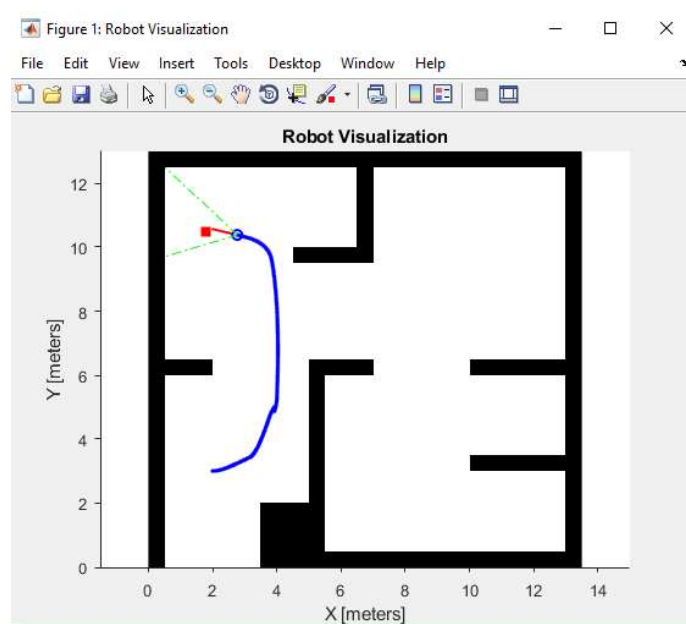 Figure 1: Robot Visualization
File Edit View Insert Tools Desktop Window Help
Robot Visualization
12
10
8
6
4
2
0
Y [meters]
0 2 4 6 8 10 12 14
X [meters]